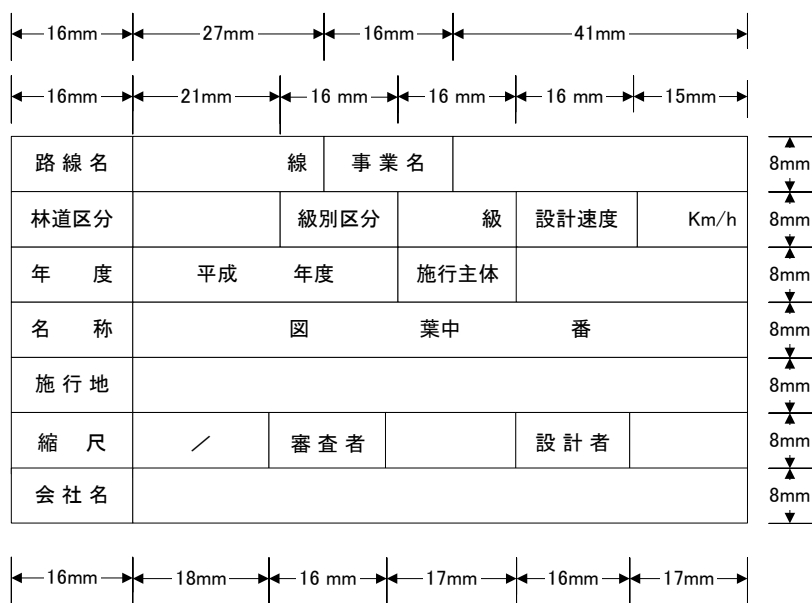 16mm 27mm 16mm 41mm
16mm 21mm 16 mm 16 mm 16 mm 15mm
路線名 線 事業名 8mm
林道区分 級別区分 級 設計速度 Km/h 8mm
年 度 平成 年度 施行主体 8mm
名 称 図 葉中 番 8mm
施行地 8mm
縮 尺 ／ 審査者 設計者 8mm
会社名 8mm
16mm 18mm 16 mm 17mm 16mm 17mm